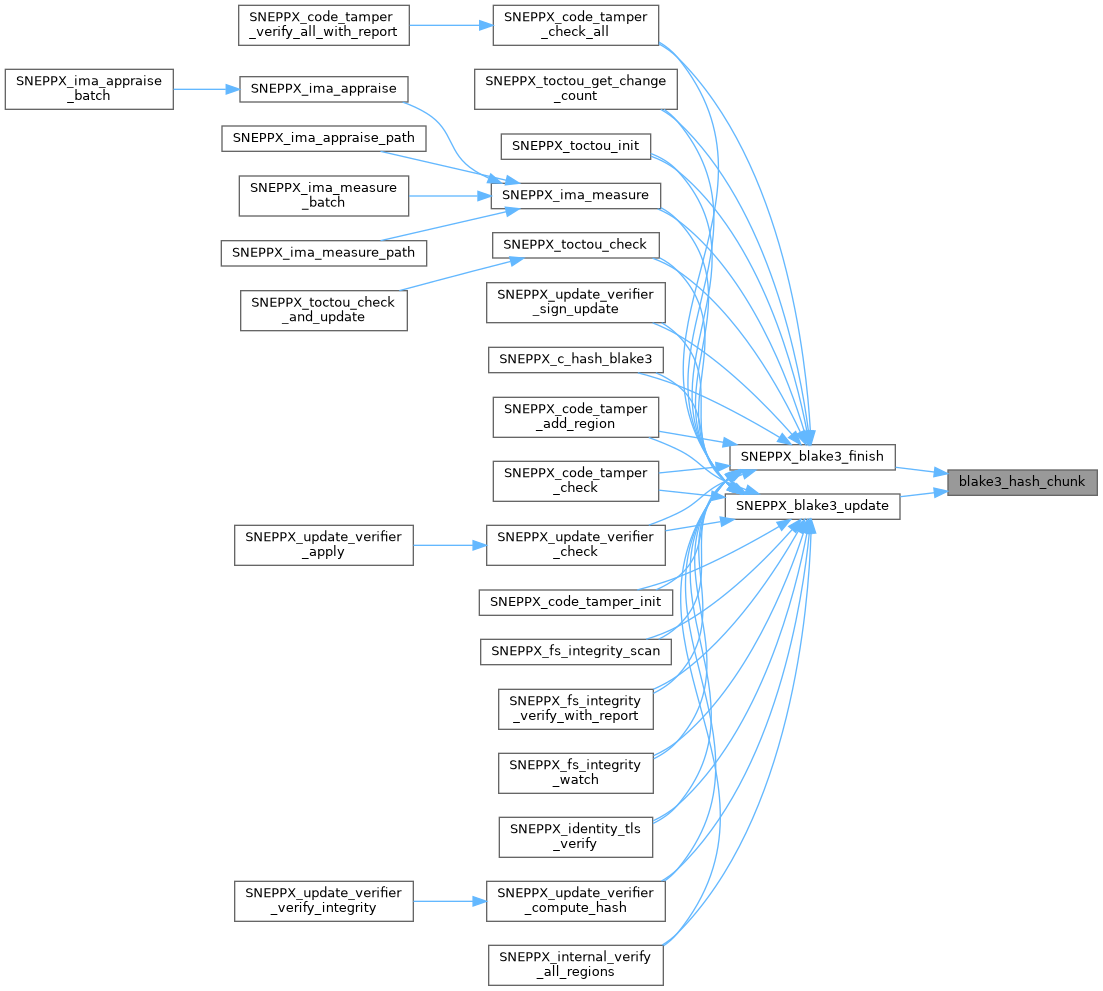 SNEPPX_code_tamper
_verify_all_with_report
SNEPPX_code_tamper
_check_all
SNEPPX_ima_appraise
_batch
SNEPPX_ima_appraise
SNEPPX_toctou_get_change
_count
SNEPPX_ima_appraise_path
SNEPPX_toctou_init
SNEPPX_ima_measure
_batch
SNEPPX_ima_measure
SNEPPX_ima_measure_path
SNEPPX_toctou_check
SNEPPX_toctou_check
_and_update
SNEPPX_update_verifier
_sign_update
SNEPPX_c_hash_blake3
SNEPPX_code_tamper
_add_region
SNEPPX_blake3_finish
SNEPPX_code_tamper
_check
blake3_hash_chunk
SNEPPX_blake3_update
SNEPPX_update_verifier
_apply
SNEPPX_update_verifier
_check
SNEPPX_code_tamper_init
SNEPPX_fs_integrity_scan
SNEPPX_fs_integrity
_verify_with_report
SNEPPX_fs_integrity
_watch
SNEPPX_identity_tls
_verify
SNEPPX_update_verifier
_verify_integrity
SNEPPX_update_verifier
_compute_hash
SNEPPX_internal_verify
_all_regions